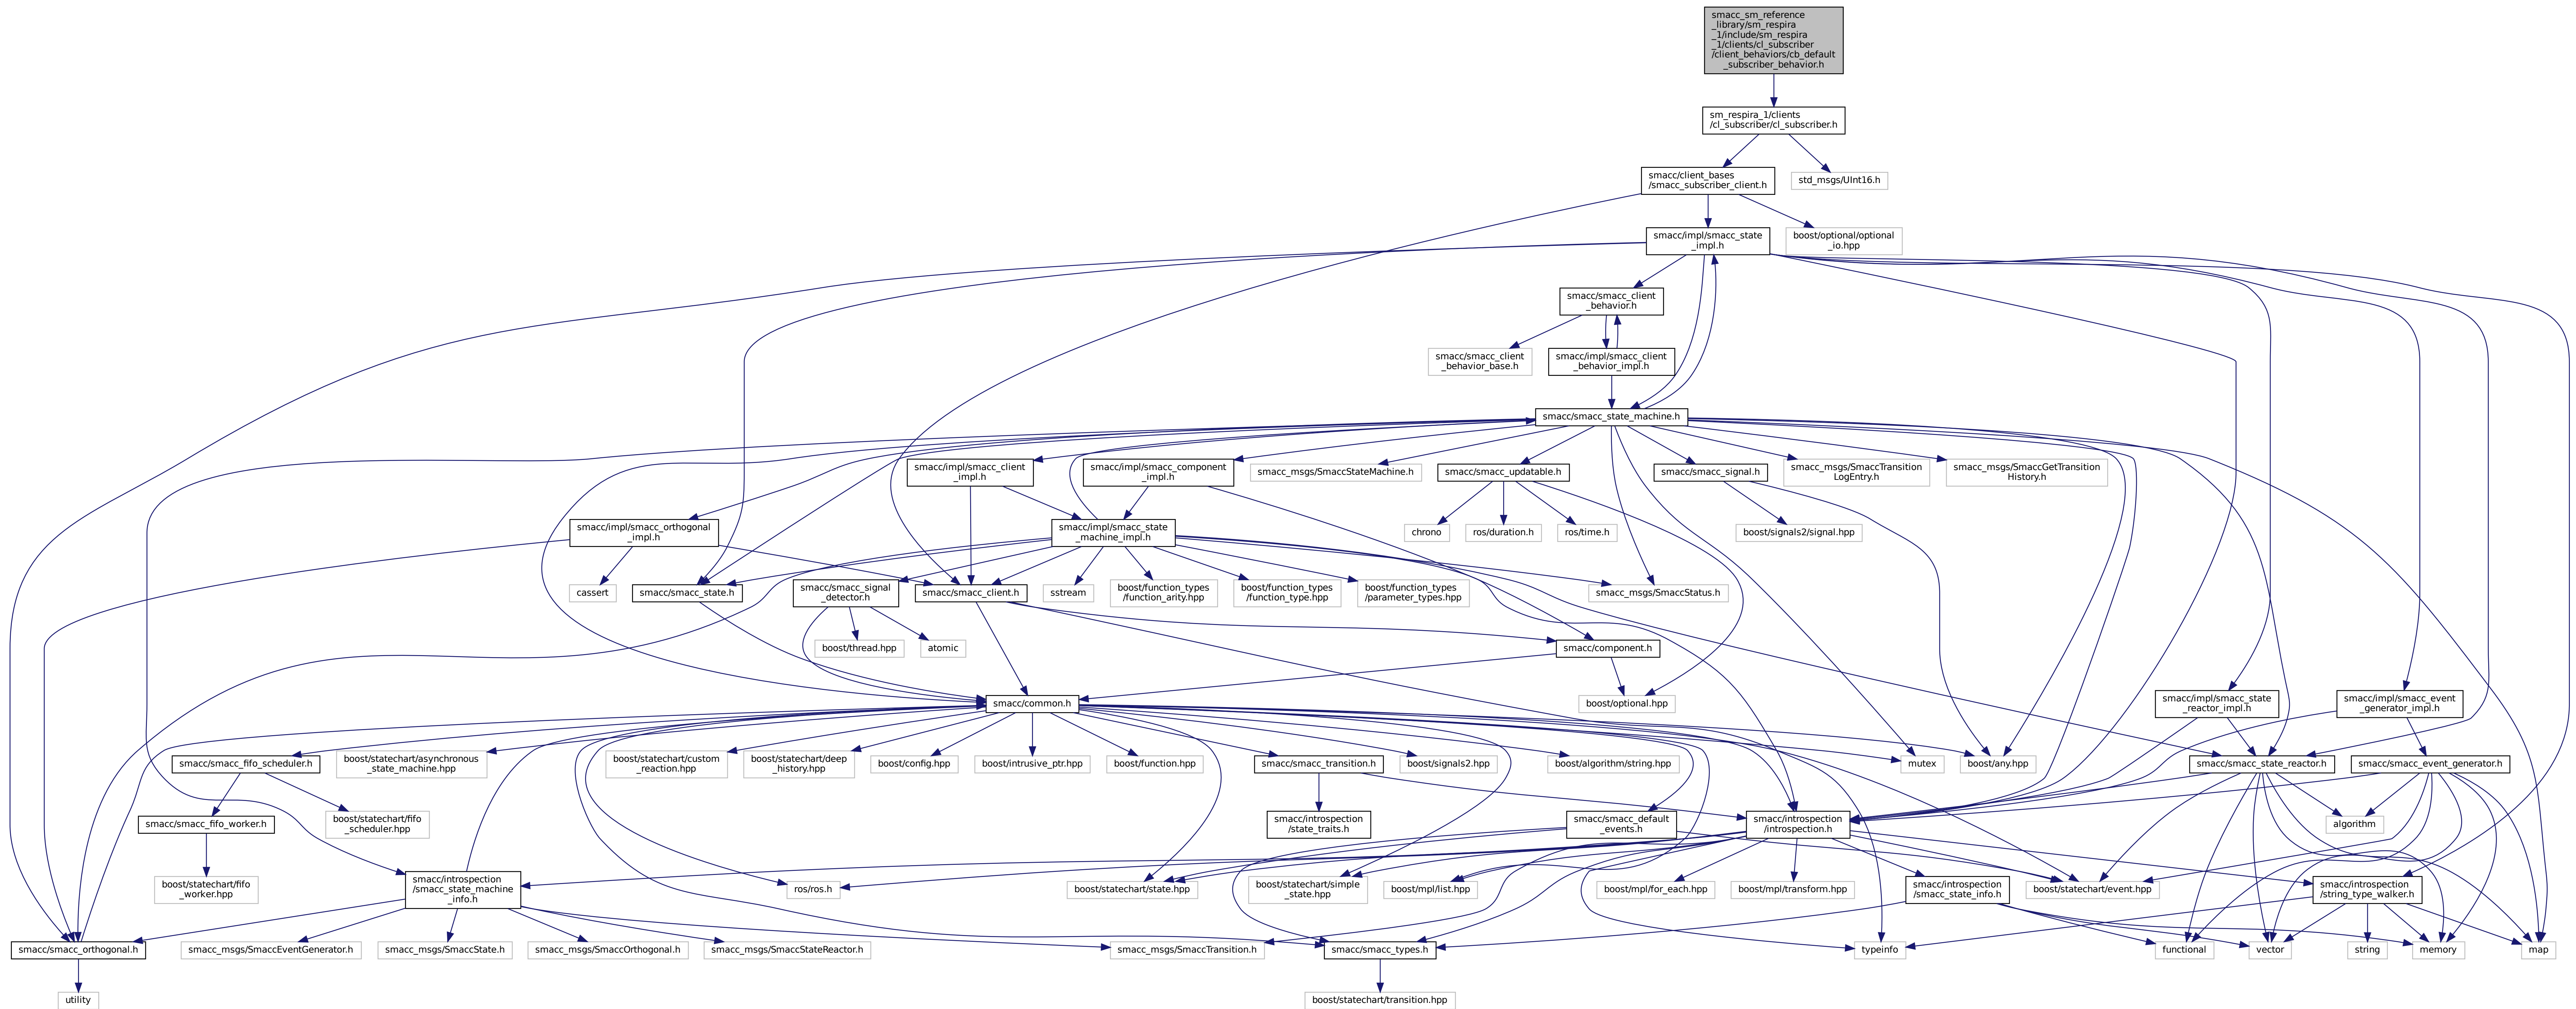 smacc_sm_reference
_library/sm_respira
_1/include/sm_respira
_1/clients/cl_subscriber
/client_behaviors/cb_default
_subscriber_behavior.h
sm_respira_1/clients
/cl_subscriber/cl_subscriber.h
smacc/client_bases
/smacc_subscriber_client.h
std_msgs/UInt16.h
smacc/impl/smacc_state
_impl.h
boost/optional/optional
_io.hpp
smacc/smacc_client
_behavior.h
smacc/smacc_client
_behavior_base.h
smacc/impl/smacc_client
_behavior_impl.h
smacc/smacc_state_machine.h
smacc/impl/smacc_client
_impl.h
smacc/impl/smacc_component
_impl.h
smacc_msgs/SmaccStateMachine.h
smacc/smacc_updatable.h
smacc/smacc_signal.h
smacc_msgs/SmaccTransition
LogEntry.h
smacc_msgs/SmaccGetTransition
History.h
smacc/impl/smacc_orthogonal
_impl.h
smacc/impl/smacc_state
_machine_impl.h
chrono
ros/duration.h
ros/time.h
boost/signals2/signal.hpp
cassert
smacc/smacc_state.h
smacc/smacc_signal
_detector.h
smacc/smacc_client.h
sstream
boost/function_types
/function_arity.hpp
boost/function_types
/function_type.hpp
boost/function_types
/parameter_types.hpp
smacc_msgs/SmaccStatus.h
boost/thread.hpp
atomic
smacc/component.h
smacc/common.h
boost/optional.hpp
smacc/impl/smacc_state
_reactor_impl.h
smacc/impl/smacc_event
_generator_impl.h
smacc/smacc_fifo_scheduler.h
boost/statechart/asynchronous
_state_machine.hpp
boost/statechart/custom
_reaction.hpp
boost/statechart/deep
_history.hpp
boost/config.hpp
boost/intrusive_ptr.hpp
boost/function.hpp
smacc/smacc_transition.h
boost/signals2.hpp
boost/algorithm/string.hpp
mutex
boost/any.hpp
smacc/smacc_state_reactor.h
smacc/smacc_event_generator.h
smacc/smacc_fifo_worker.h
boost/statechart/fifo
_scheduler.hpp
smacc/introspection
/state_traits.h
smacc/smacc_default
_events.h
smacc/introspection
/introspection.h
algorithm
boost/statechart/fifo
_worker.hpp
smacc/introspection
/smacc_state_machine
_info.h
ros/ros.h
boost/statechart/state.hpp
boost/statechart/simple
_state.hpp
boost/mpl/list.hpp
boost/mpl/for_each.hpp
boost/mpl/transform.hpp
smacc/introspection
/smacc_state_info.h
boost/statechart/event.hpp
smacc/introspection
/string_type_walker.h
smacc/smacc_orthogonal.h
smacc_msgs/SmaccEventGenerator.h
smacc_msgs/SmaccState.h
smacc_msgs/SmaccOrthogonal.h
smacc_msgs/SmaccStateReactor.h
smacc_msgs/SmaccTransition.h
smacc/smacc_types.h
typeinfo
functional
vector
string
memory
map
utility
boost/statechart/transition.hpp